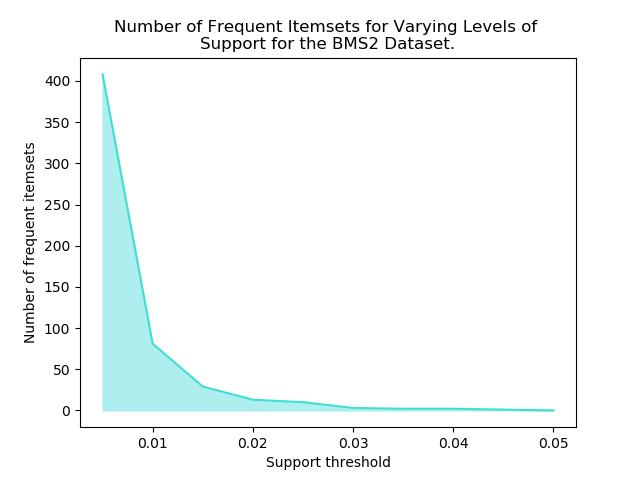 Number of Frequent Itemsets for Varying Levels of
Support for the BMS2 Dataset.
400
350
300
250
200
150
100
50
0
Number of frequent itemsets
0.01 0.02 0.03 0.04 0.05
Support threshold